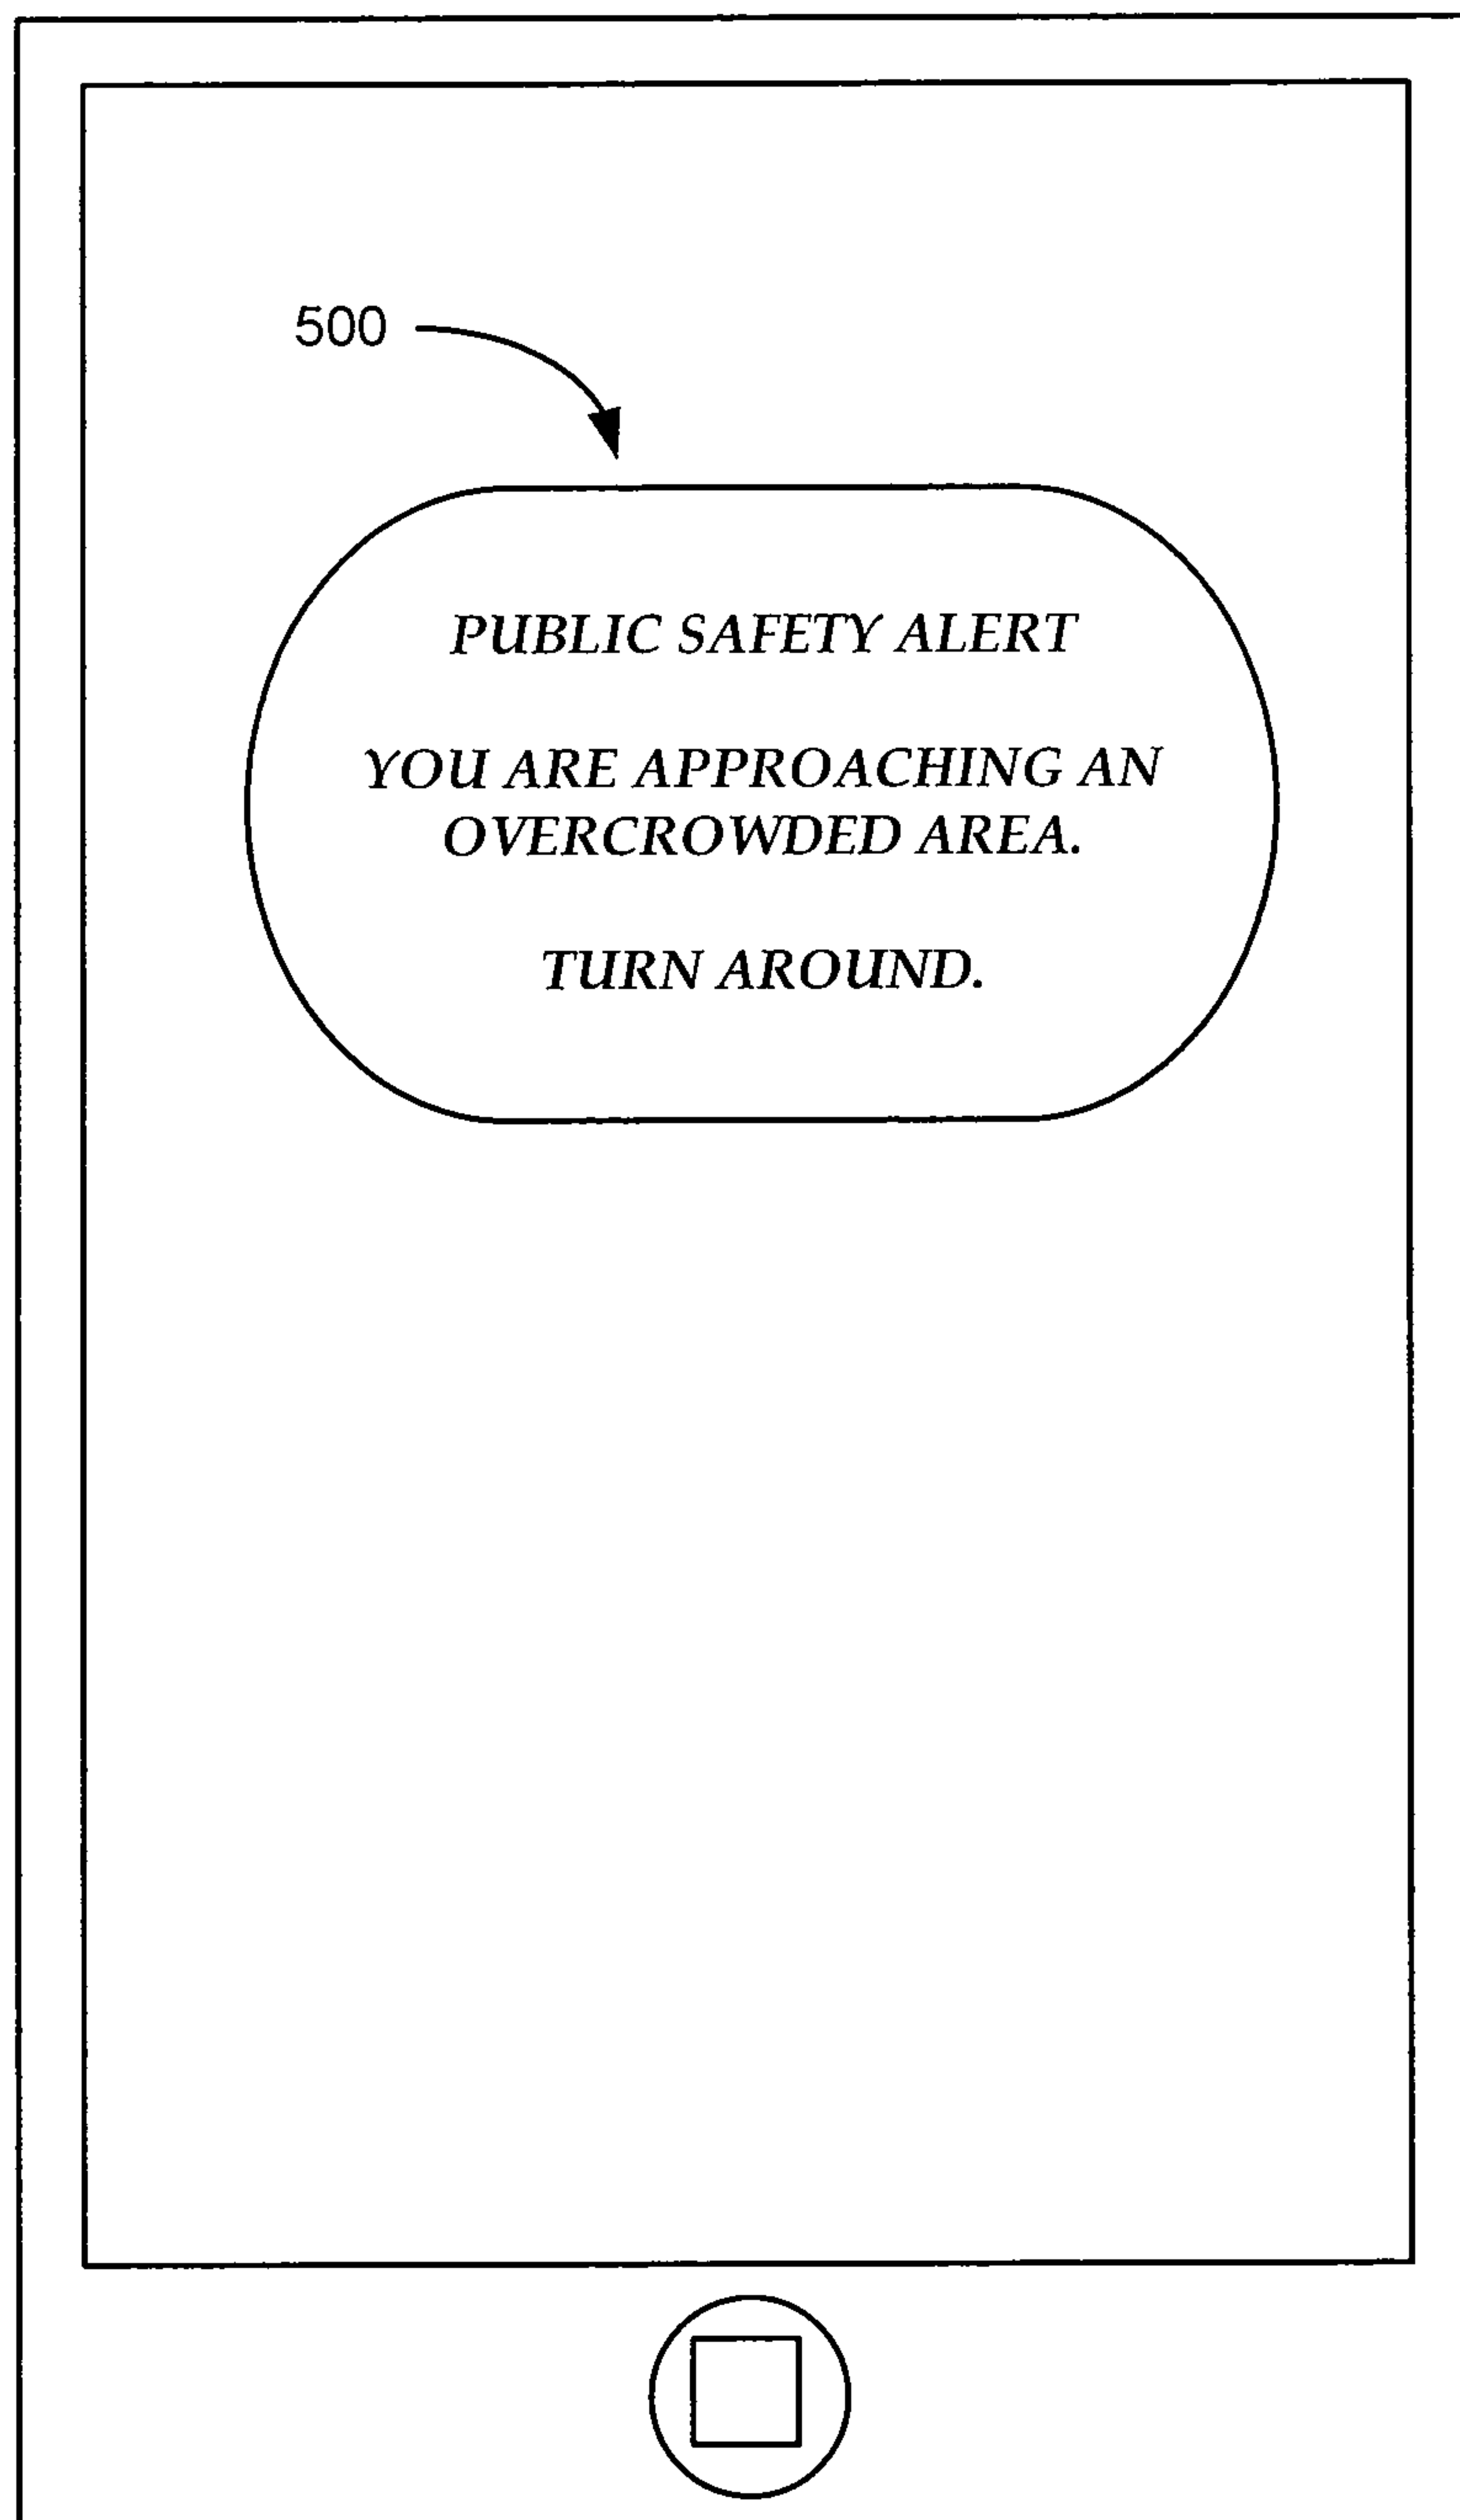 500
PUBLIC SAFETY ALERT
YOU ARE APPROACHING AN
OVERCROWDED AREA.
TURN AROUND.